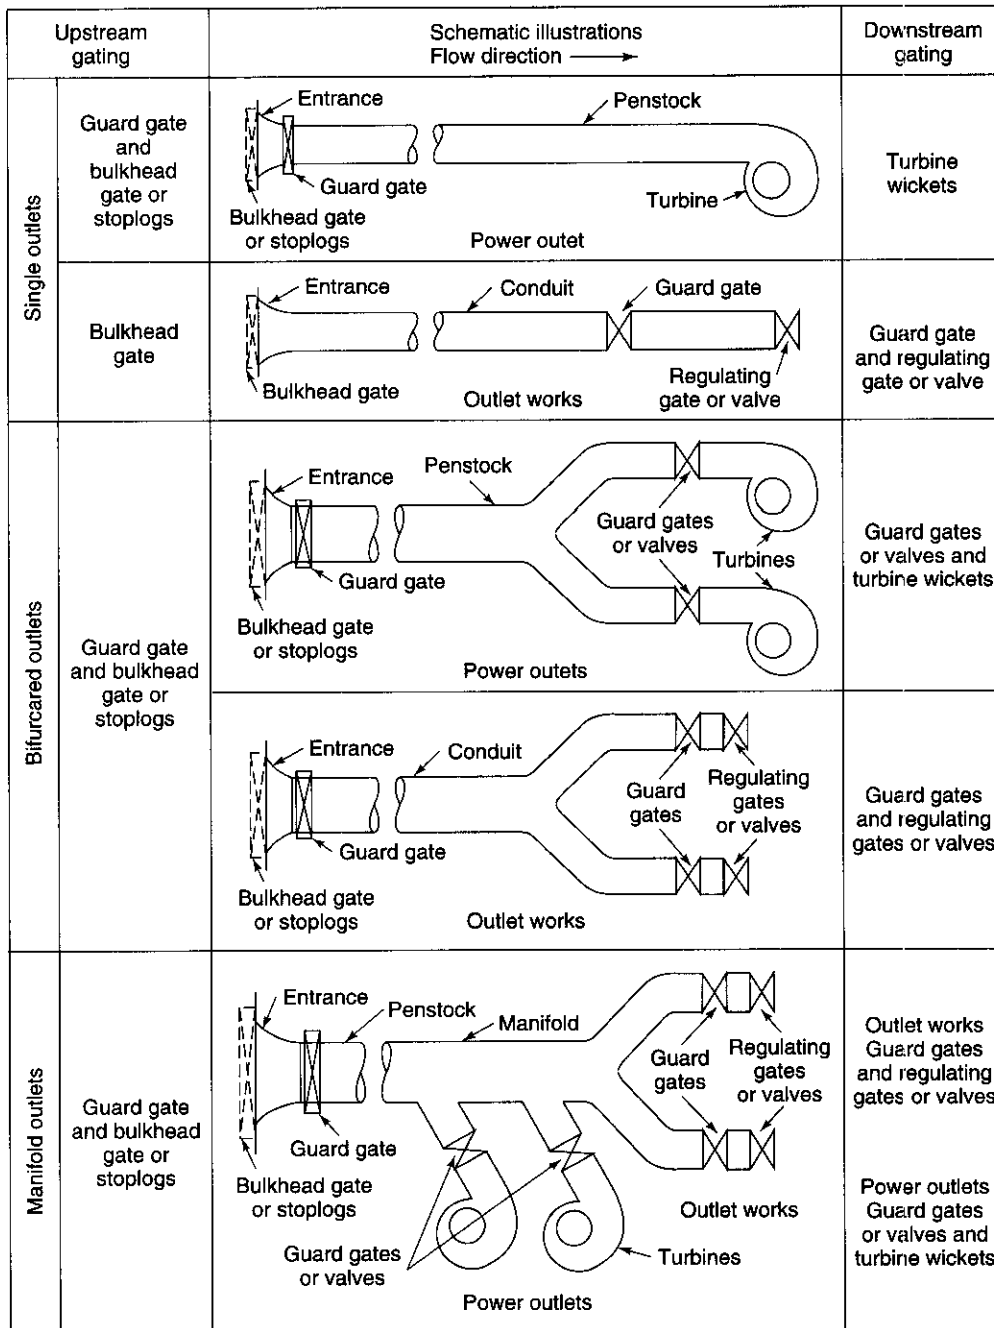 Upstream
gating
Schematic illustrations
Flow direction
Downstream
gating
Single outlets
Guard gate
and
bulkhead
gate or
stoplogs
Entrance
Penstock
Guard gate
Turbine
Bulkhead gate
or stoplogs
Power outet
Turbine
wickets
Bulkhead
gate
Entrance
Conduit
Guard gate
Bulkhead gate
Outlet works
Regulating
gate or valve
Guard gate
and regulating
gate or valve
Bifurcared outlets
Guard gate
and bulkhead
gate or
stoplogs
Entrance
Penstock
Guard gate
Guard gates
or valves
Turbines
Bulkhead gate
or stoplogs
Power outets
Guard gates
or valves and
turbine wickets
Entrance
Conduit
Guard gate
Guard
gates
Regulating
gates
or valves
Bulkhead gate
or stoplogs
Outlet works
Guard gates
and regulating
gates or valves
Manifold outlets
Guard gate
and bulkhead
gate or
stoplogs
Entrance
Penstock
Manifold
Guard
gates
Regulating
gates
or valves
Guard gate
Bulkhead gate
or stoplogs
Guard gates
or valves
Outlet works
Turbines
Power outlets
Outlet works
Guard gates
and regulating
gates or valves
Power outlets
Guard gates
or valves and
turbine wickets